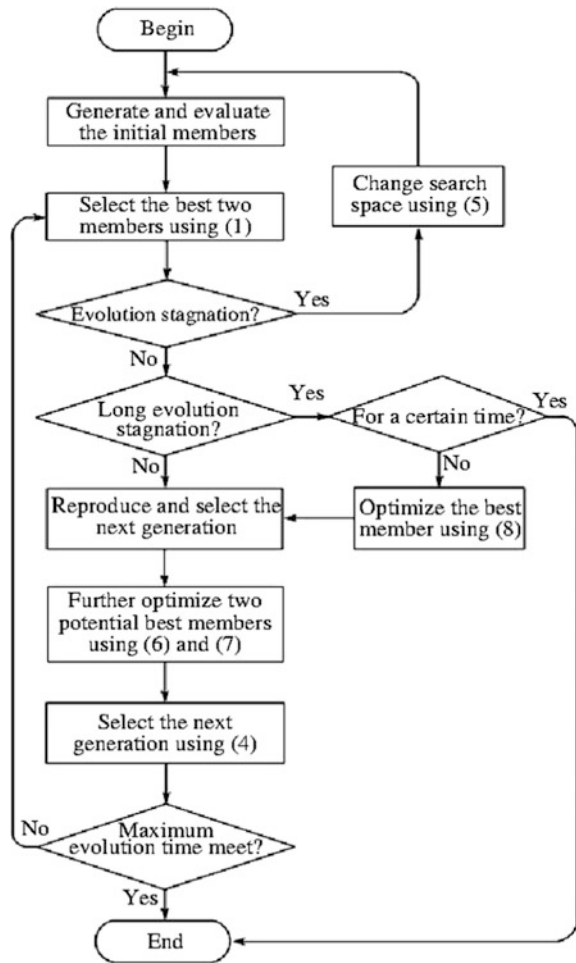 Begin
Generate and evaluate
the initial members
Change search
space using (5)
Select the best two
members using (1)
Yes
Evolution stagnation?
No
Yes
Yes
Long evolution
stagnation?
For a certain time?
No
No
Reproduce and select the
next generation
Optimize the best
member using (8)
Further optimize two
potential best members
using (6) and (7)
Select the next
generation using (4)
No
Maximum
evolution time meet?
Yes
End